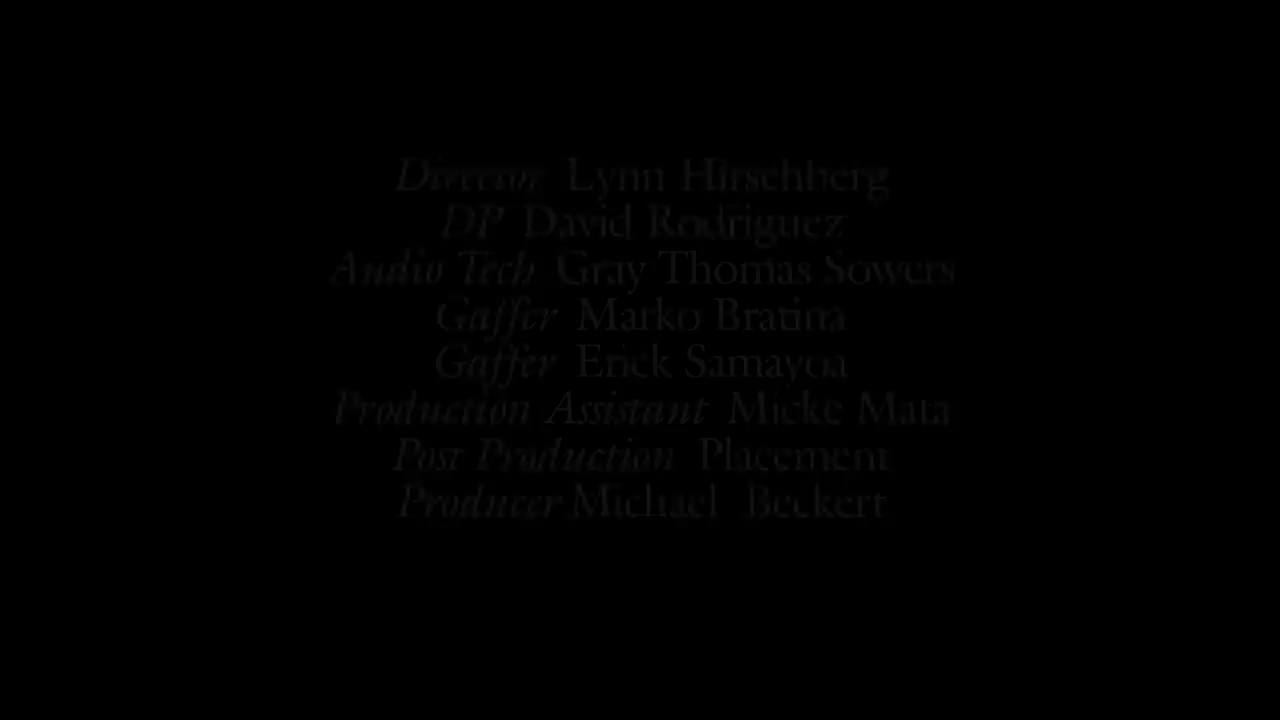 Director Lynn Hirschberg
DP David Rodriguez
Audio Tech Gray Thomas Sowers
Gaffer Marko Bratina
Gaffer Erick Samayoa
Production Assistant Micke Mata
Post Production Placement
Producer Michael Beckert